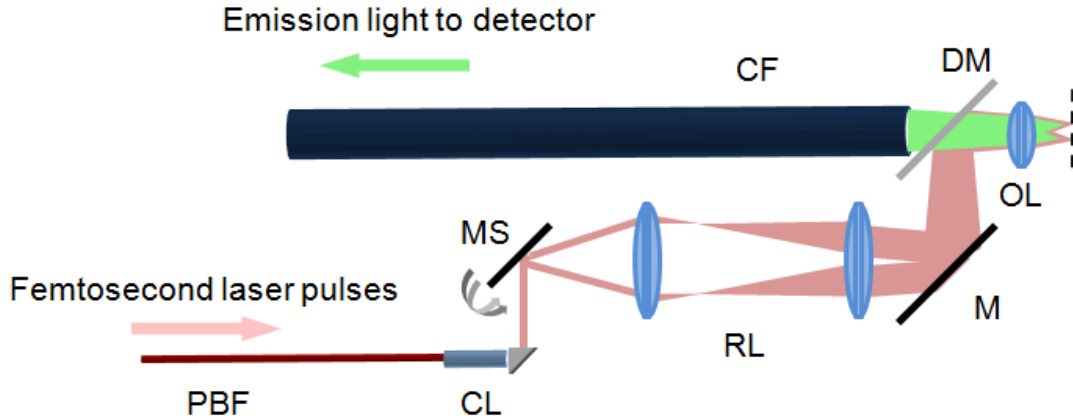 Emission light to detector
CF
DM
OL
MS
Femtosecond laser pulses
M
RL
PBF
CL